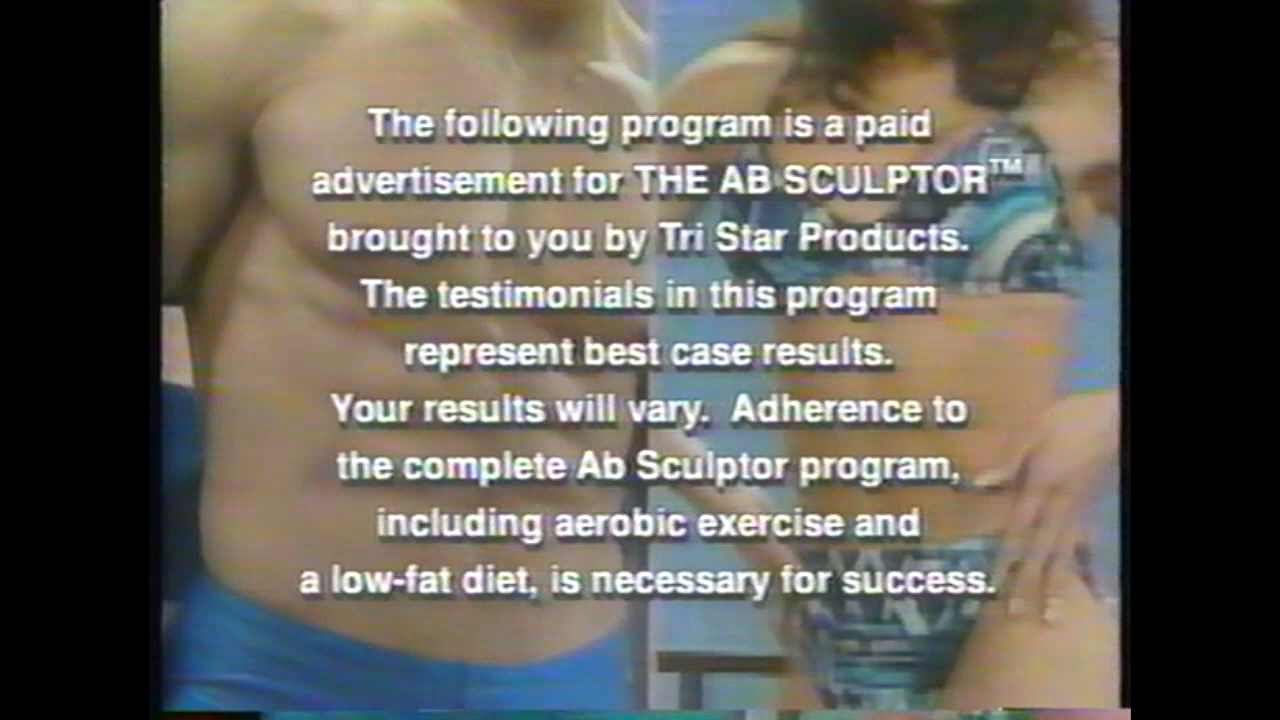 The following program is a paid
advertisement for THE AB SCULPTOR™
brought to you by Tri Star Products.
The testimonials in this program
represent best case results.
Your results will vary. Adherence to
the complete Ab Sculptor program,
including aerobic exercise and
a low-fat diet, is necessary for success.